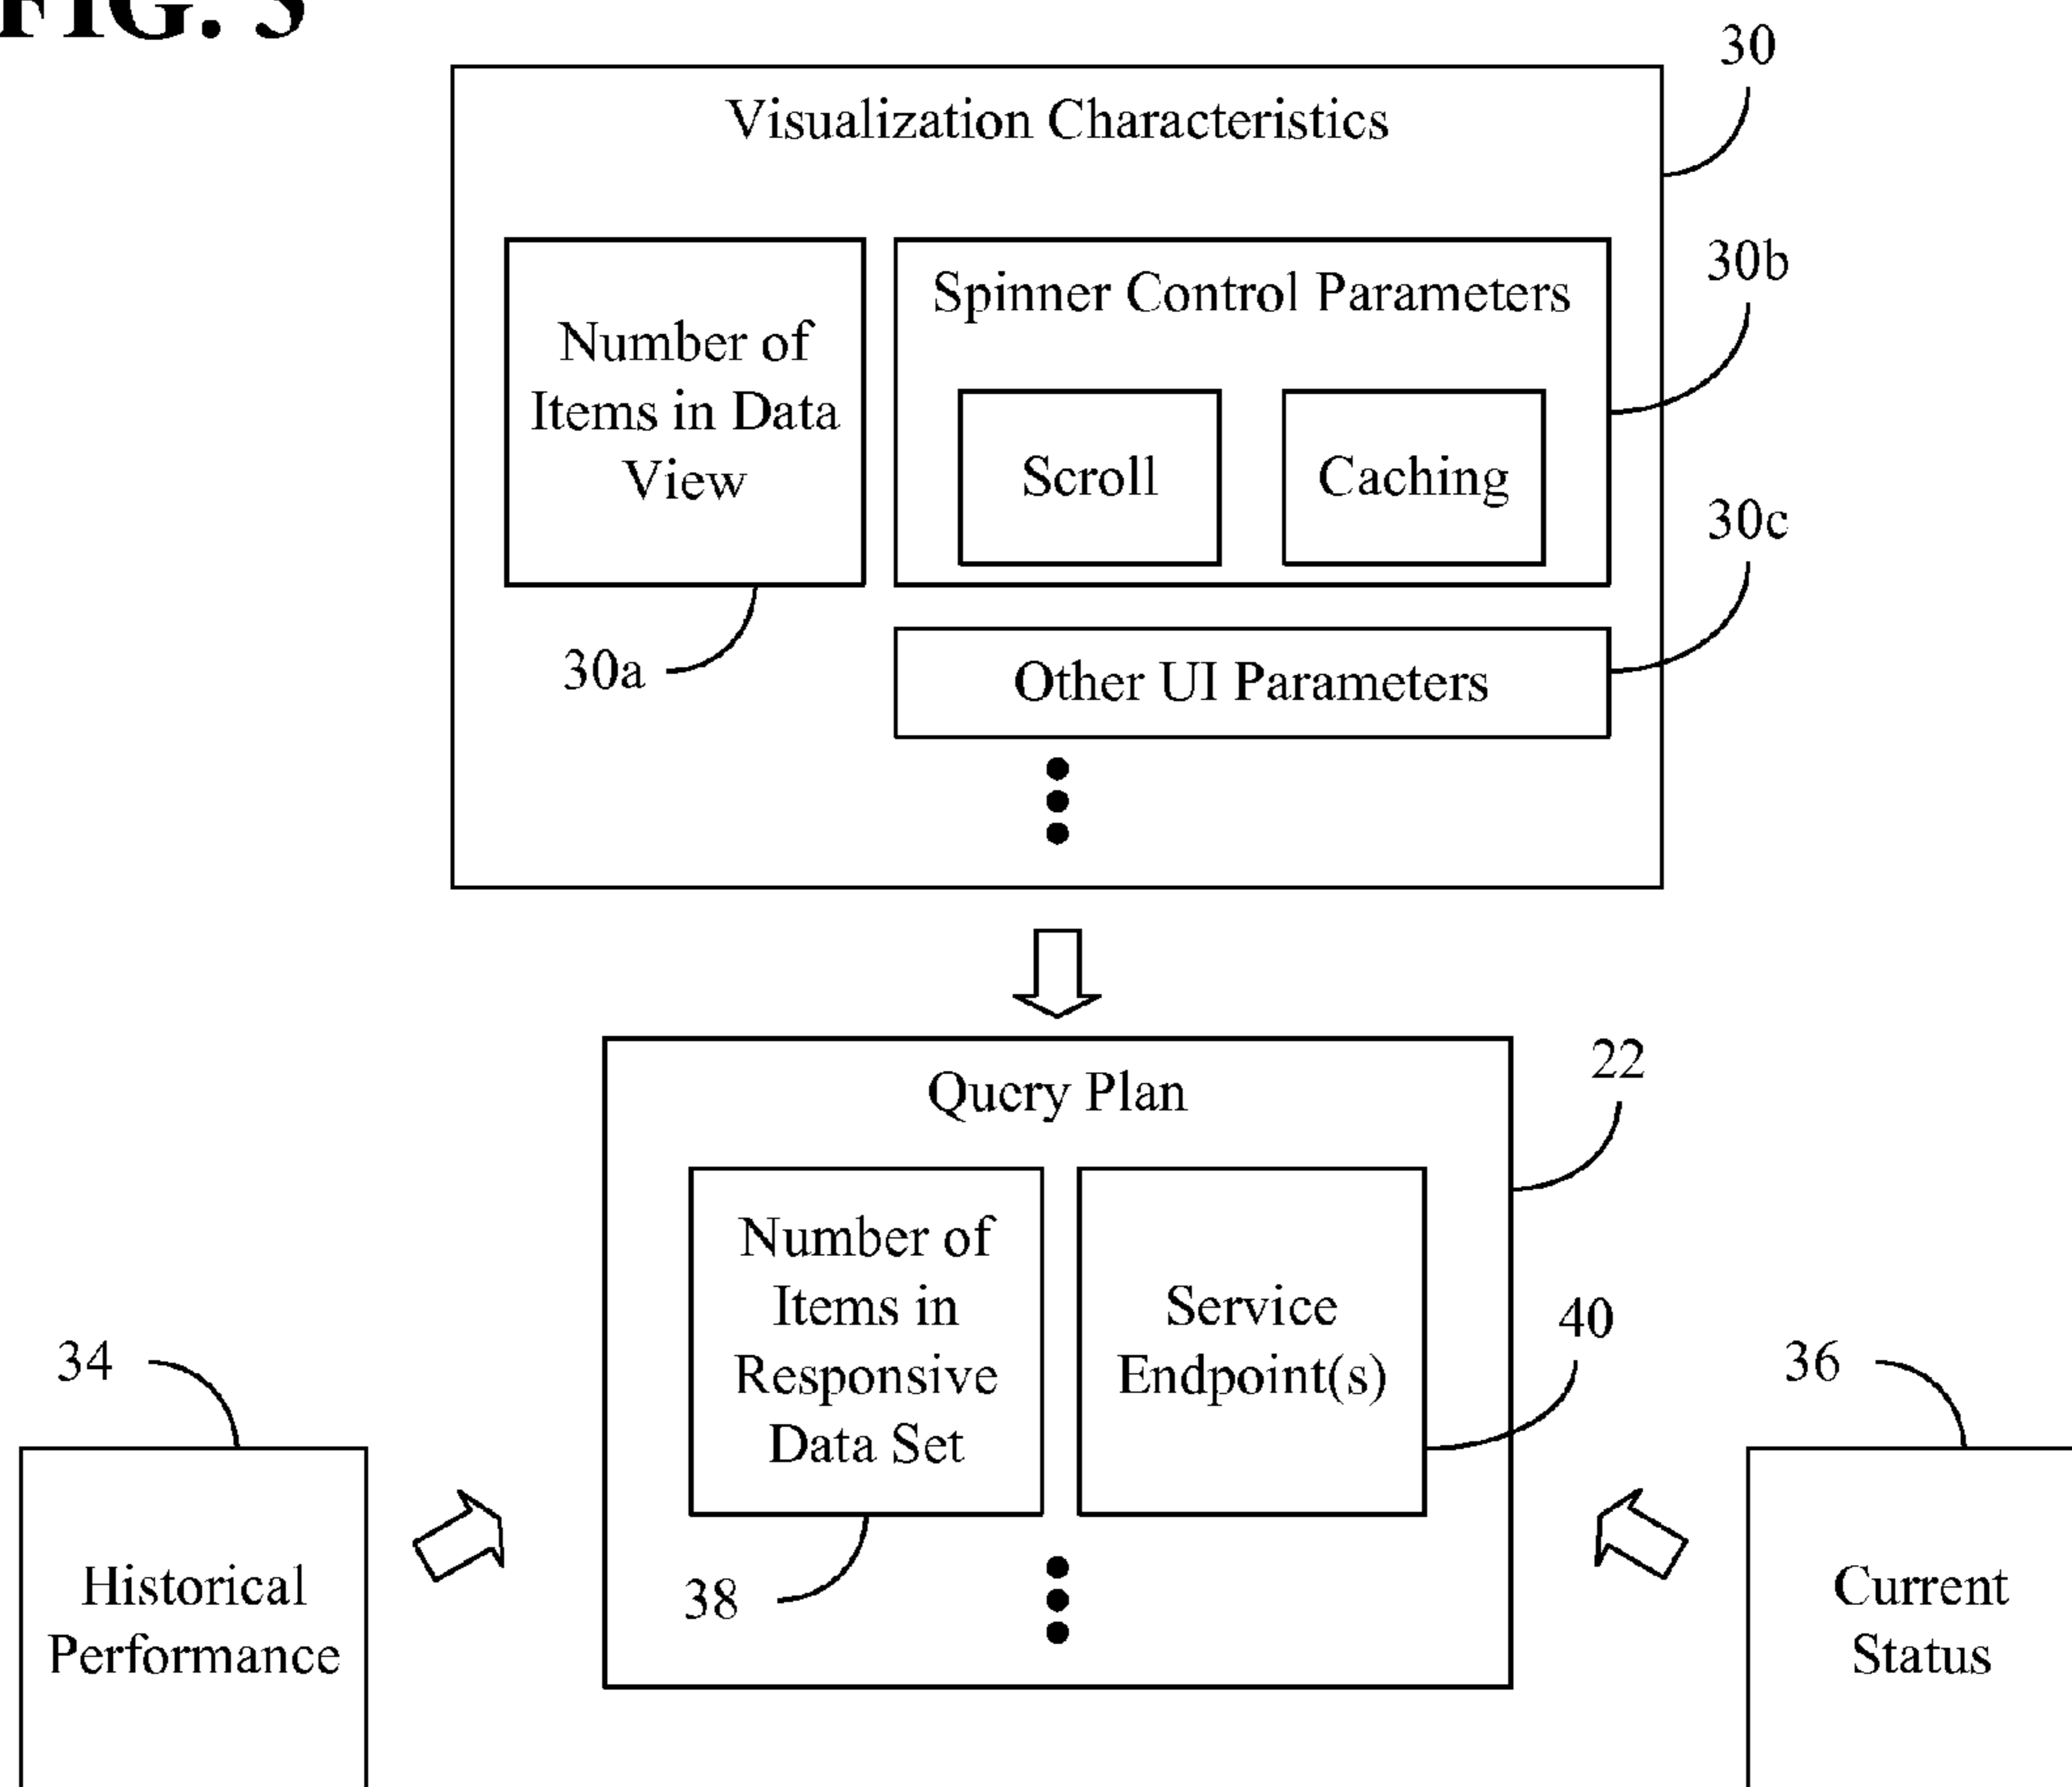 FIG.
30
Visualization Characteristics
30b
Spinner Control Parameters
Number of
Items in Data
View
Scroll
Caching
30c
30a
Other UI Parameters
22
Query Plan
Number of
Items in
Responsive
Data Set
Service
Endpoint(s)
40
34
36
38
Historical
Performance
Current
Status